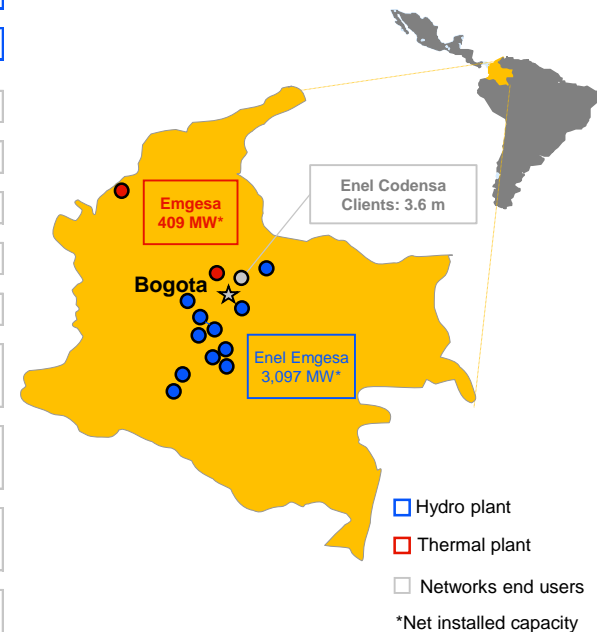 Enel Codensa
Clients: 3.6 m
Emgesa
409 MW*
Bogota
Enel Emgesa
3,097 MW*
Hydro plant
Thermal plant
Networks end users
*Net installed capacity